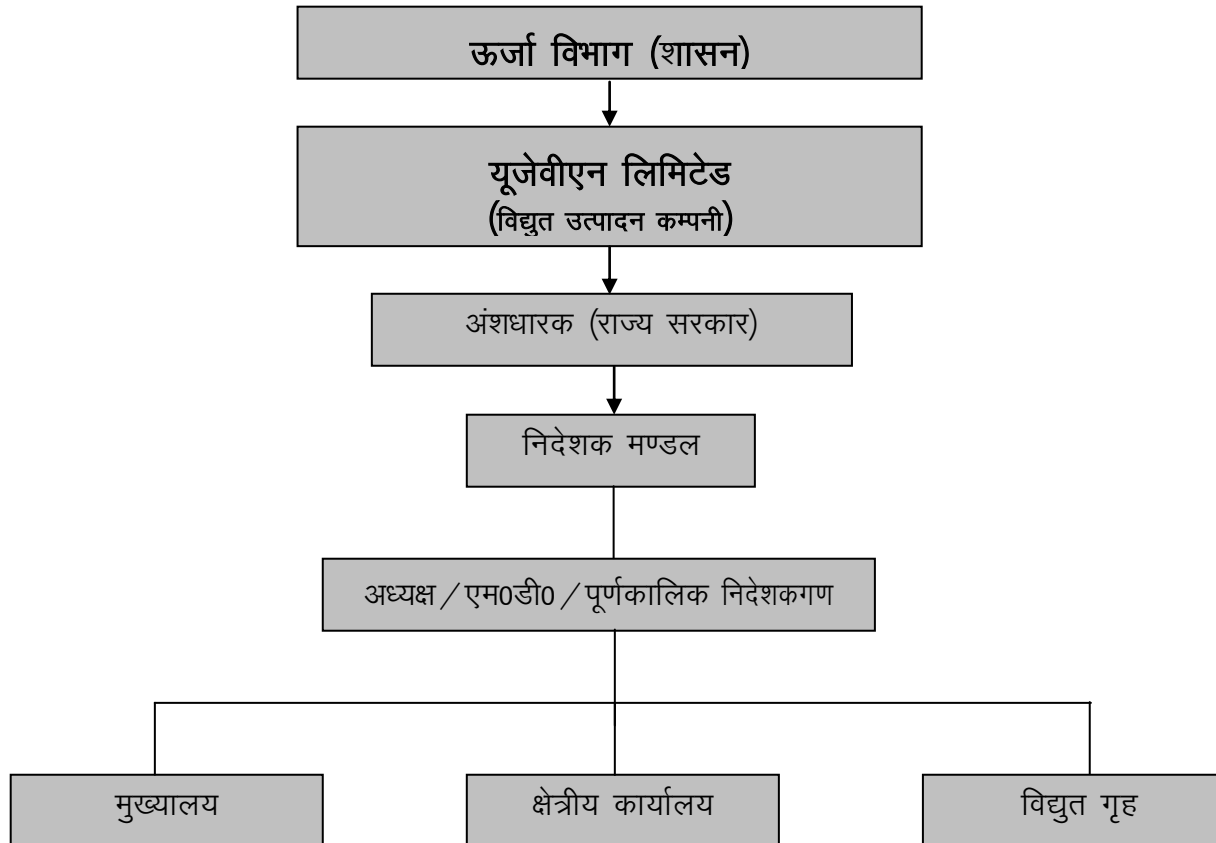 ऊर्जा विभाग (शासन)
यूजेवीएन लिमिटेड
(विद्युत उत्पादन कम्पनी)
अंशधारक (राज्य सरकार)
निदेशक मण्डल
अध्यक्ष/एम0डी0/पूर्णकालिक निदेशकगण
मुख्यालय
क्षेत्रीय कार्यालय
विद्युत गृह